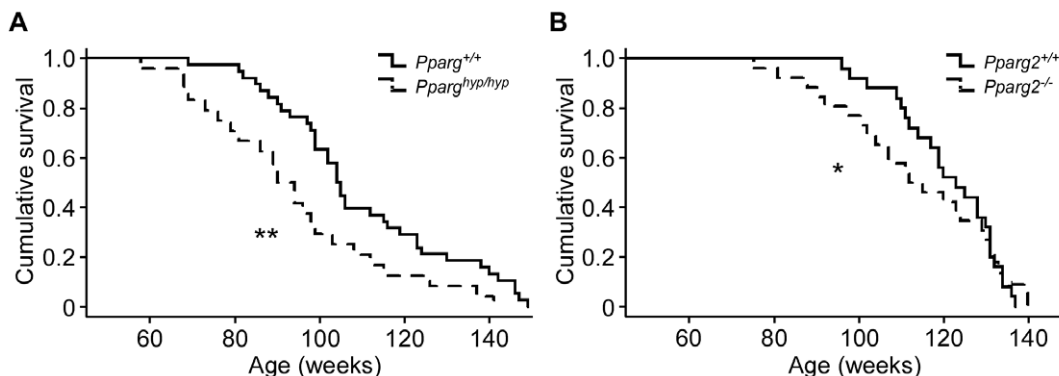 A
Cumulative survival
1.0
0.8
0.6
0.4
0.2
0
Pparg+/+
Pparghyp/hyp
**
60 80 100 120 140
Age (weeks)
B
Cumulative survival
1.0
0.8
0.6
0.4
0.2
0
Pparg2+/+
Pparg2-/-
*
60 80 100 120 140
Age (weeks)